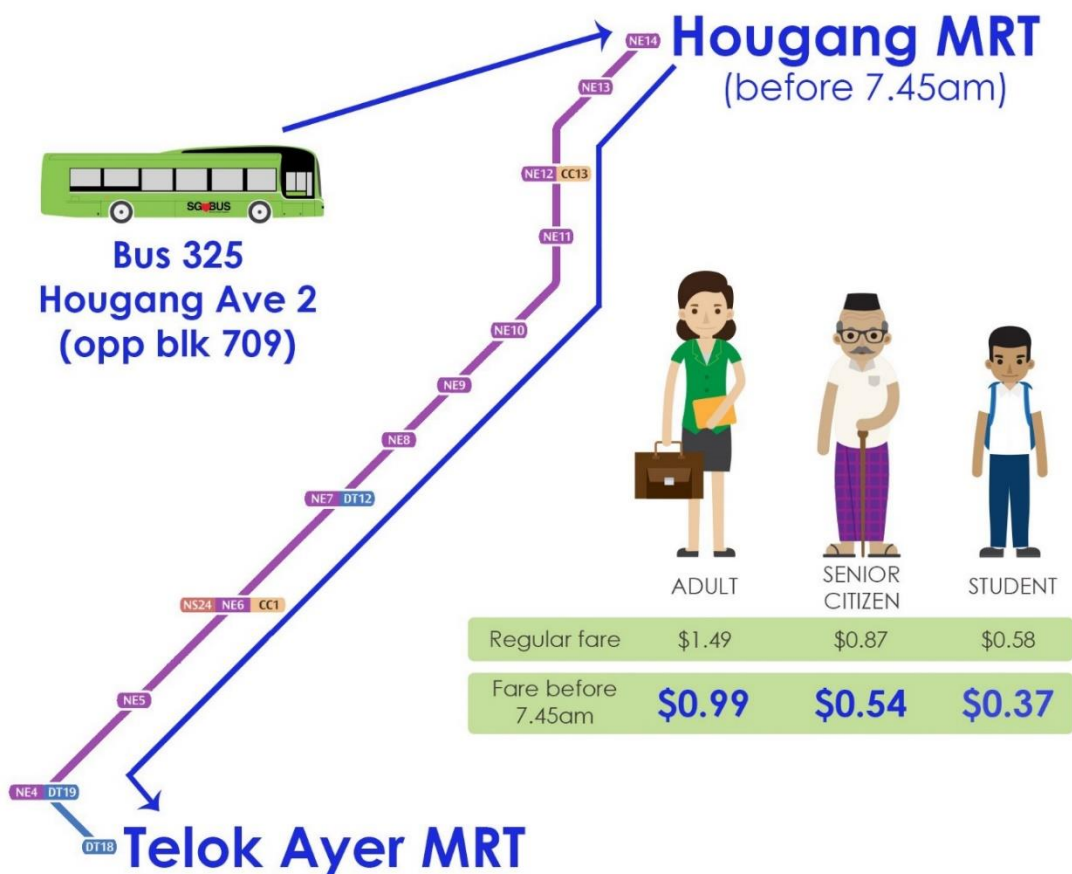 NE14
Hougang MRT
(before 7.45am)
NE13
NE12 CC13
SG BUS
Bus 325
Hougang Ave 2
(opp blk 709)
NE11
NE10
NE9
NE8
NE7 DT12
NS24 NE6 CC1
NE5
NE4 DT19
DT18
Telok Ayer MRT
ADULT
SENIOR
CITIZEN
STUDENT
Regular fare $1.49 $0.87 $0.58
Fare before
7.45am
$0.99 $0.54 $0.37